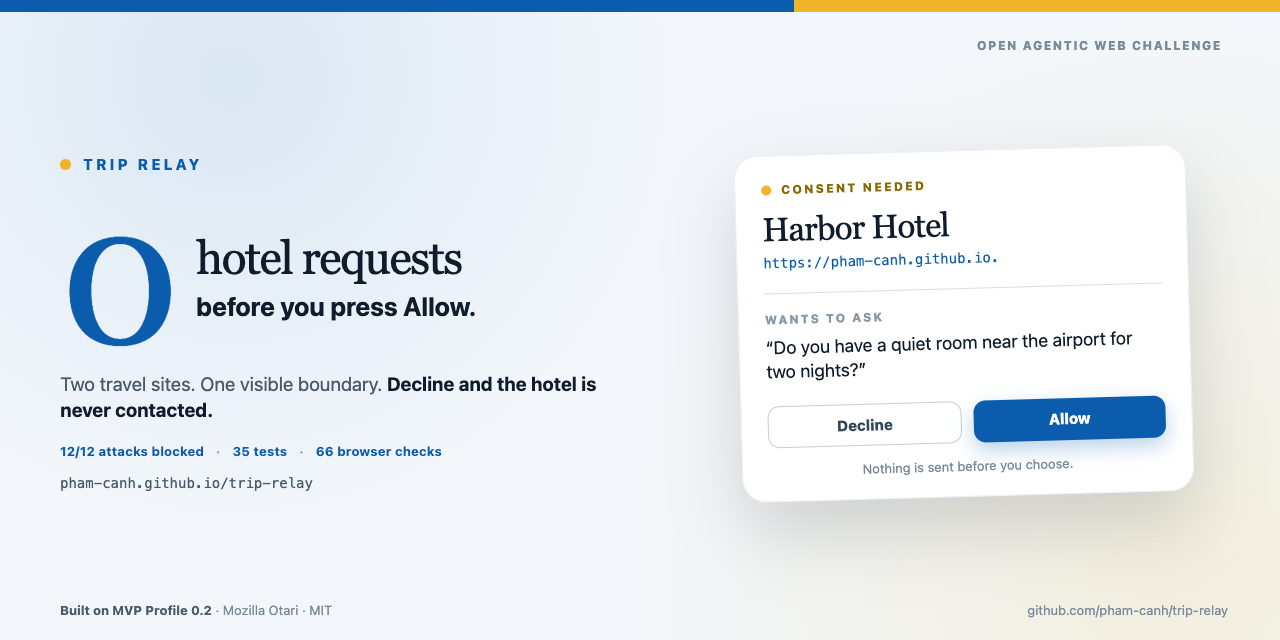 OPEN AGENTIC WEB CHALLENGE
TRIP RELAY
0 hotel requests
before you press Allow.
Two travel sites. One visible boundary. Decline and the hotel is
never contacted.
12/12 attacks blocked · 35 tests · 66 browser checks
pham-canh.github.io/trip-relay
CONSENT NEEDED
Harbor Hotel
https://pham-canh.github.io.
WANTS TO ASK
“Do you have a quiet room near the airport for
two nights?”
Decline
Allow
Nothing is sent before you choose.
Built on MVP Profile 0.2 · Mozilla Otari · MIT
github.com/pham-canh/trip-relay